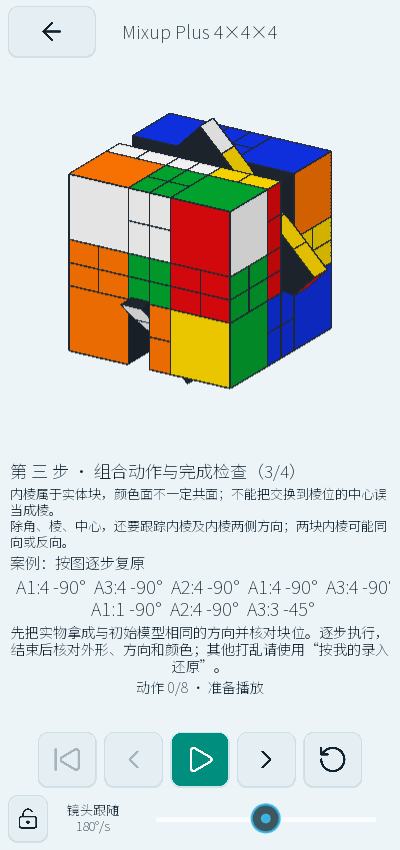 Mixup Plus 4×4×4
第 三 步 · 组合动作与完成检查（3/4）
内棱属于实体块，颜色面不一定共面；不能把交换到棱位的中心误
当成棱。
除角、棱、中心，还要跟踪内棱及内棱两侧方向；两块内棱可能同
向或反向。
案例：按图逐步复原
A1:4 -90° A3:4 -90° A2:4 -90° A1:4 -90° A3:4 -90°
A1:1 -90° A2:4 -90° A3:3 -45°
先把实物拿成与初始模型相同的方向并核对块位。逐步执行，
结束后核对外形、方向和颜色；其他打乱请使用“按我的录入
还原”。
动作 0/8 · 准备播放
镜头跟随
180°/s